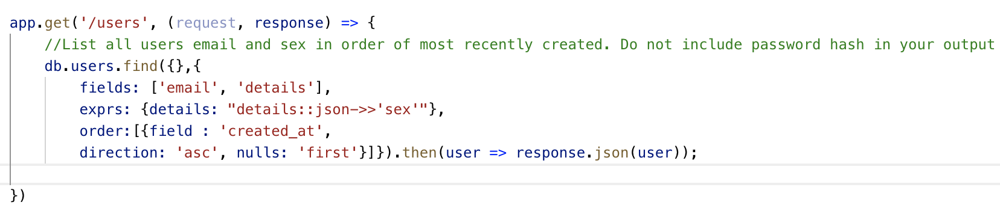 app.get('/users', (request, response) => {
    //List all users email and sex in order of most recently created. Do not include password hash in your output
    db.users.find({},{
        fields: ['email', 'details'],
        exprs: {details: "details::json->>'sex'"},
        order:[{field : 'created_at',
        direction: 'asc', nulls: 'first'}]}).then(user => response.json(user));
})